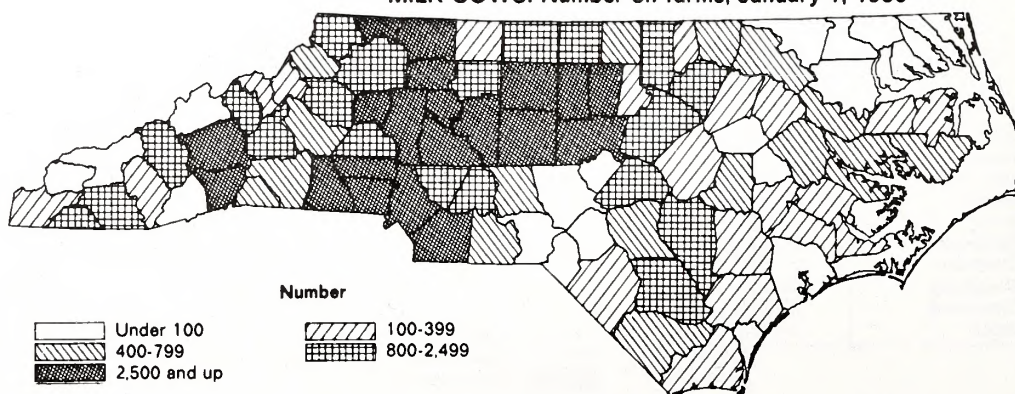 MILK COWS: Number on farms, January 1,
Number
Under 100
100-399
400-799
800-2,499
2,500 and up